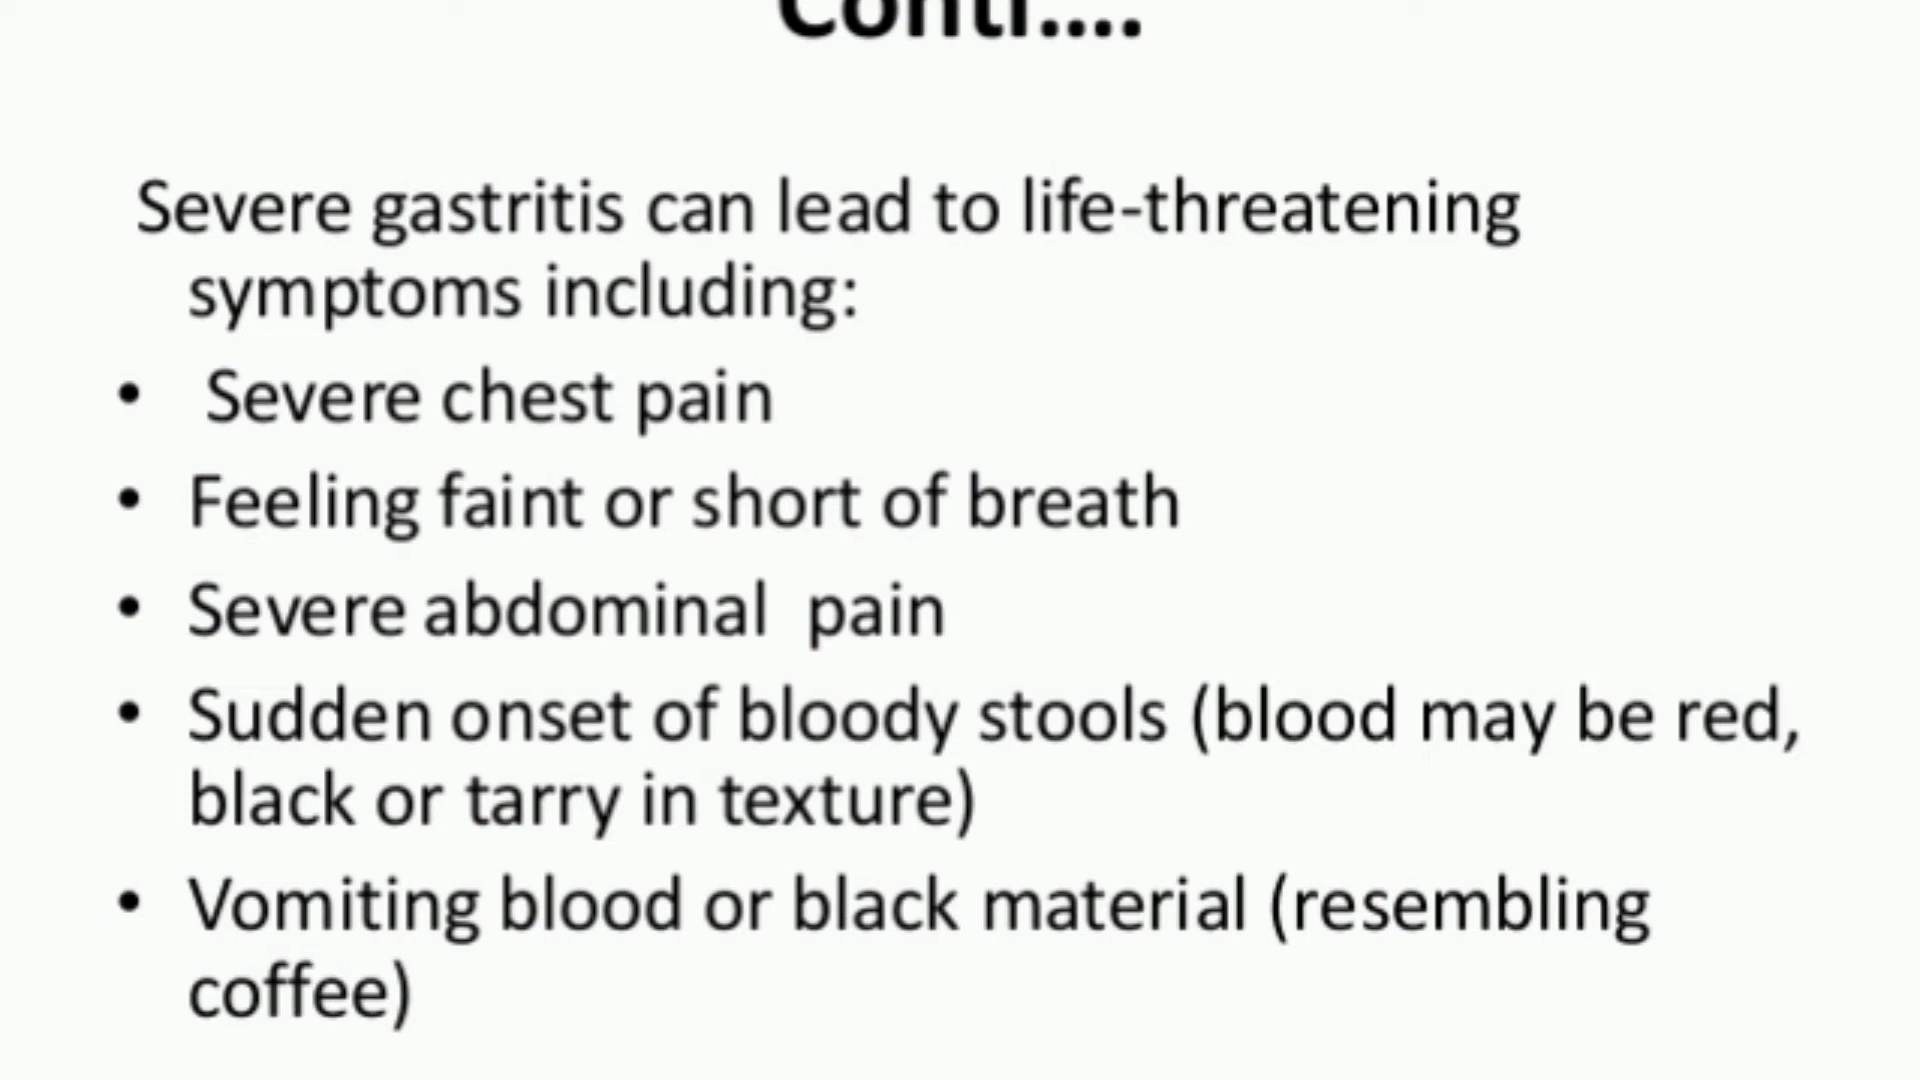 Conti....
Severe gastritis can lead to life-threatening
symptoms including:
• Severe chest pain
• Feeling faint or short of breath
• Severe abdominal pain
• Sudden onset of bloody stools (blood may be red,
black or tarry in texture)
• Vomiting blood or black material (resembling
coffee)